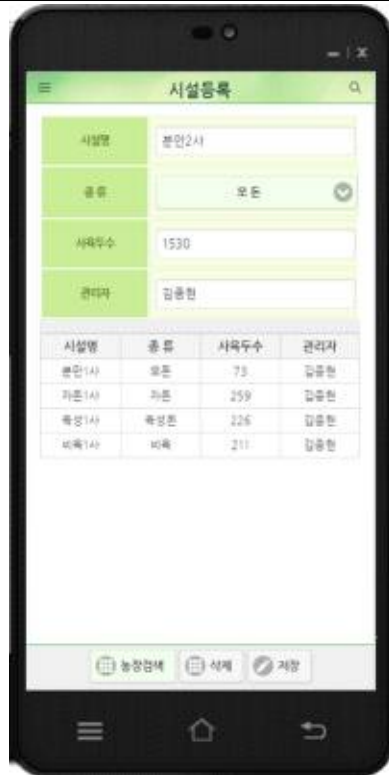 시설등록
시설명 분만2사
종류 모돈
사육두수 1530
관리자 김종현
시설명 종류 사육두수 관리자
분만1사 모돈 73 김종현
자돈1사 자돈 259 김종현
육성1사 육성돈 226 김종현
비육1사 비육 211 김종현
농장검색 삭제 저장